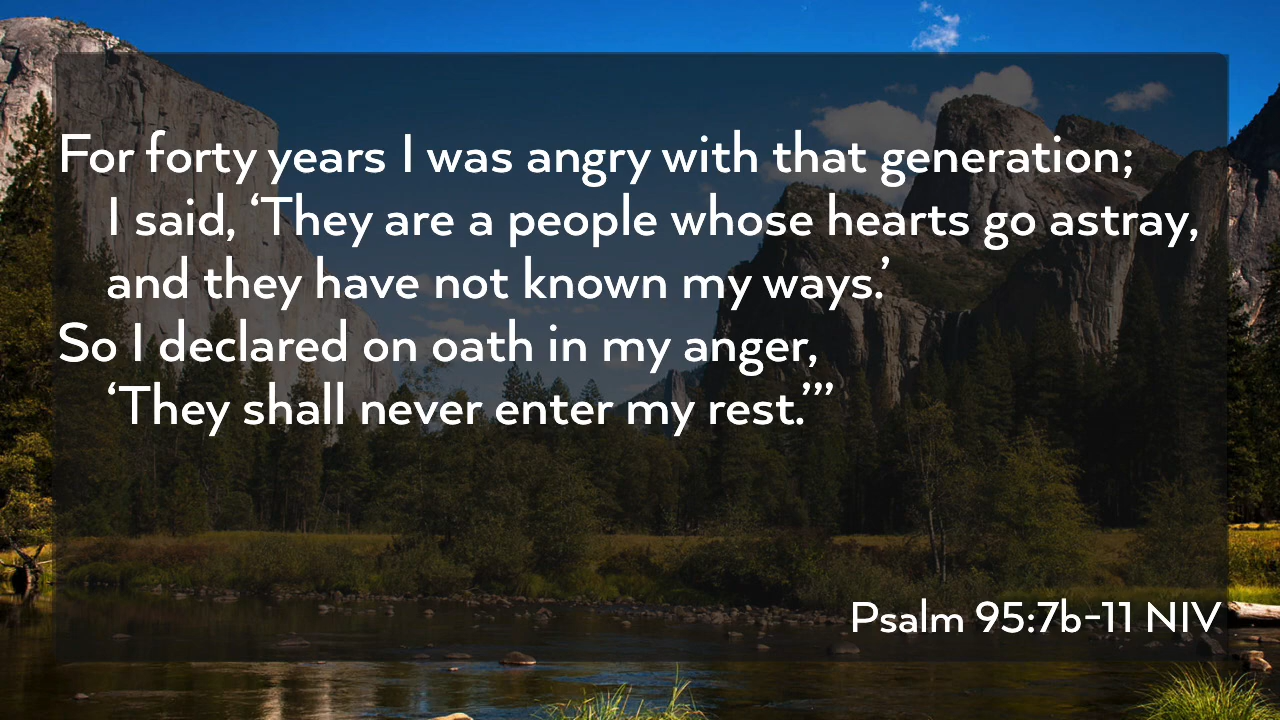 For forty years I was angry with that generation;
I said, ‘They are a people whose hearts go astray,
and they have not known my ways.’
So I declared on oath in my anger,
‘They shall never enter my rest.’”
Psalm 95:7b-11 NIV